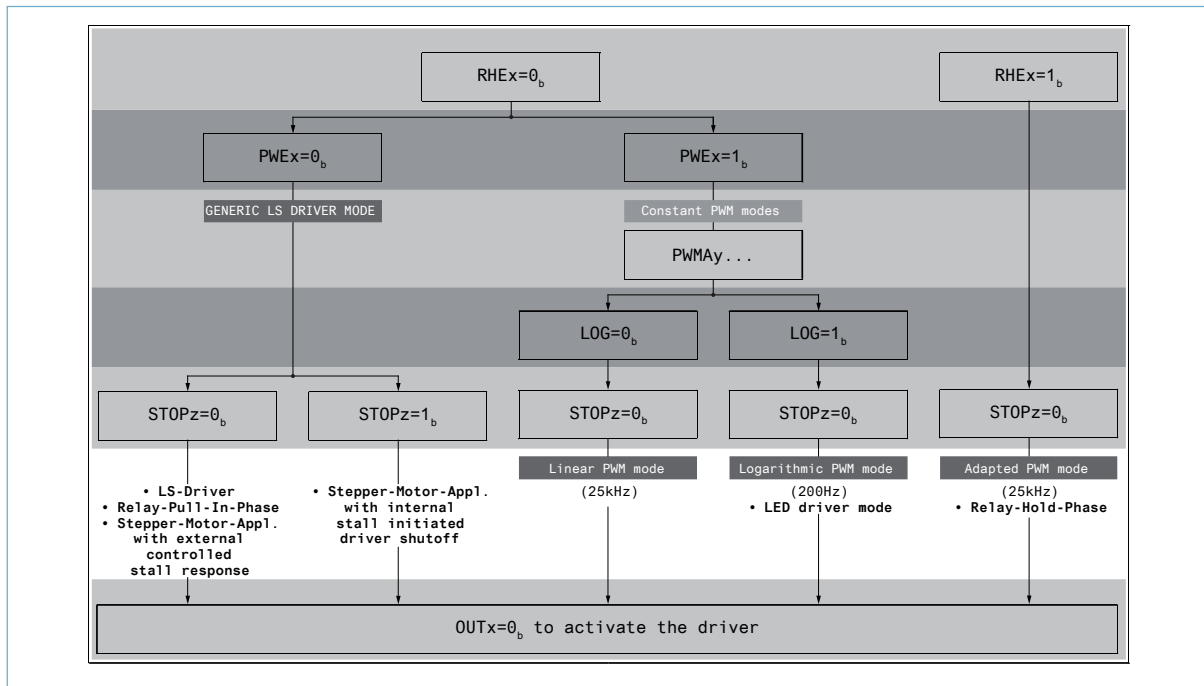 RHEx=0b
RHEx=1b
PWEx=0b
PWEx=1b
GENERIC LS DRIVER MODE
Constant PWM modes
PWMAy...
LOG=0b
LOG=1b
STOPz=0b
STOPz=1b
STOPz=0b
STOPz=0b
STOPz=0b
Linear PWM mode
Logarithmic PWM mode
Adapted PWM mode
• LS-Driver
• Relay-Pull-In-Phase
• Stepper-Motor-Appl.
with external
controlled
stall response
• Stepper-Motor-Appl.
with internal
stall initiated
driver shutoff
(25kHz)
(200Hz)
• LED driver mode
(25kHz)
• Relay-Hold-Phase
OUTx=0b to activate the driver